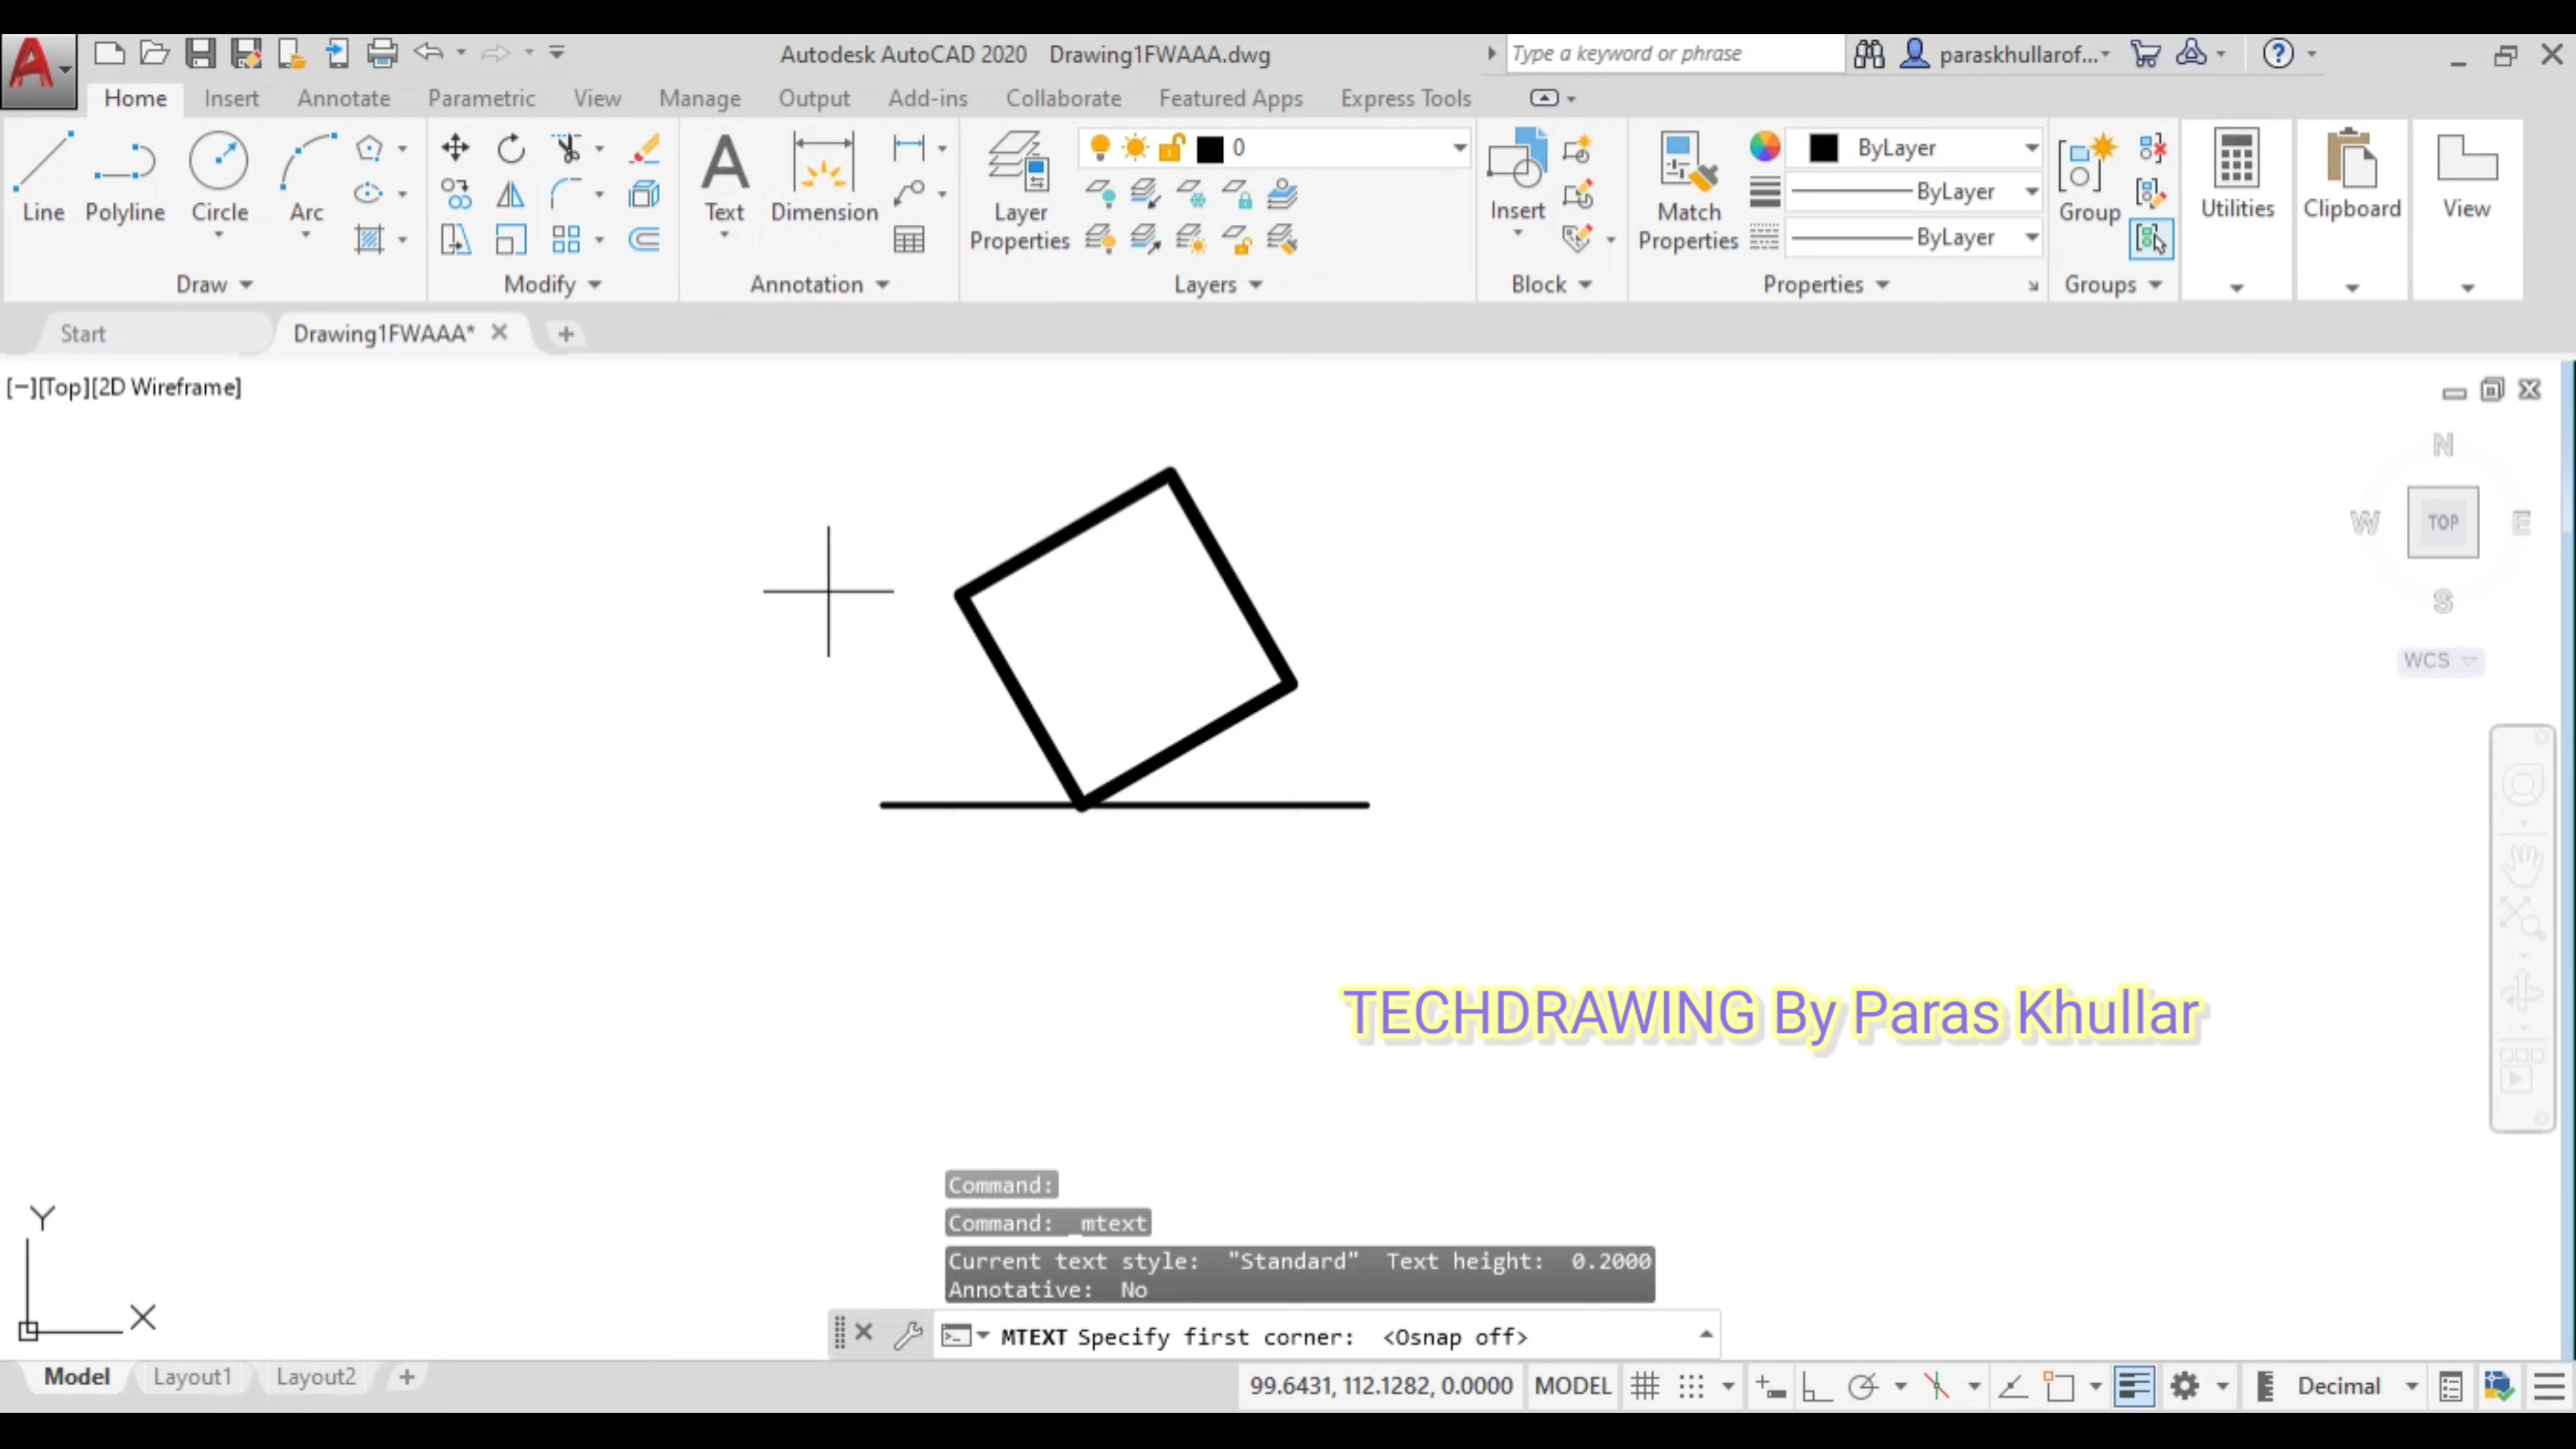 Autodesk AutoCAD 2020 Drawing1FWAAA.dwg Type a keyword or phrase paraskhullarof...
Home Insert Annotate Parametric View Manage Output Add-ins Collaborate Featured Apps Express Tools
0 ByLayer
ByLayer
Line Polyline Circle Arc Text Dimension Layer Properties Insert Match Properties ByLayer Group Utilities Clipboard View
Draw Modify Annotation Layers Block Properties Groups
Start Drawing1FWAAA*
[−][Top][2D Wireframe]
N
W TOP E
S
WCS
TECHDRAWING By Paras Khullar
Command:
Command: _mtext
Current text style: "Standard" Text height: 0.2000
Annotative: No
Y
X
MTEXT Specify first corner: <Osnap off>
Model Layout1 Layout2 99.6431, 112.1282, 0.0000 MODEL Decimal